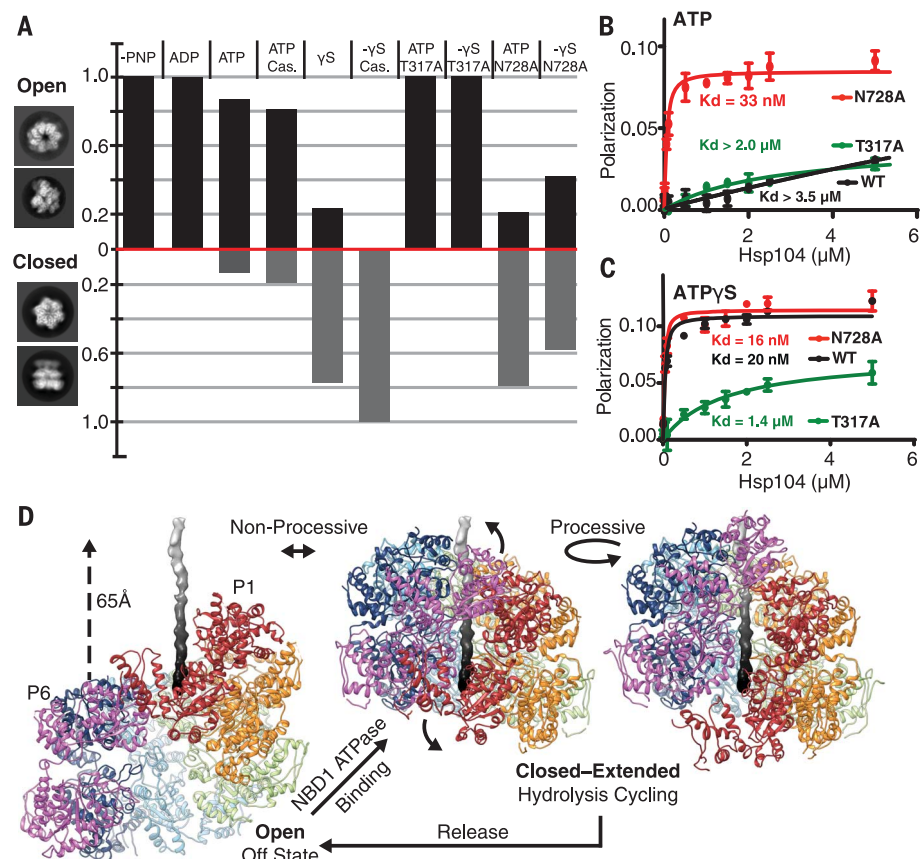 A
-PNP
ADP
ATP
ATP
Cas.
γS
-γS
Cas.
ATP
T317A
-γS
T317A
ATP
N728A
-γS
N728A
Open
Closed
1.0
0.6
0.2
0
0.2
0.6
1.0
B
ATP
0.10
0.05
0.00
Polarization
Kd = 33 nM
Kd > 2.0 μM
Kd > 3.5 μM
N728A
T317A
WT
0
2
4
6
Hsp104 (μM)
C
ATPγS
0.10
0.05
0.00
Polarization
Kd = 16 nM
Kd = 20 nM
Kd = 1.4 μM
N728A
WT
T317A
0
2
4
6
Hsp104 (μM)
D
65Å
P1
P6
Non-Processive
Processive
NBD1 ATPase
Binding
Closed–Extended
Hydrolysis Cycling
Open
Off State
Release